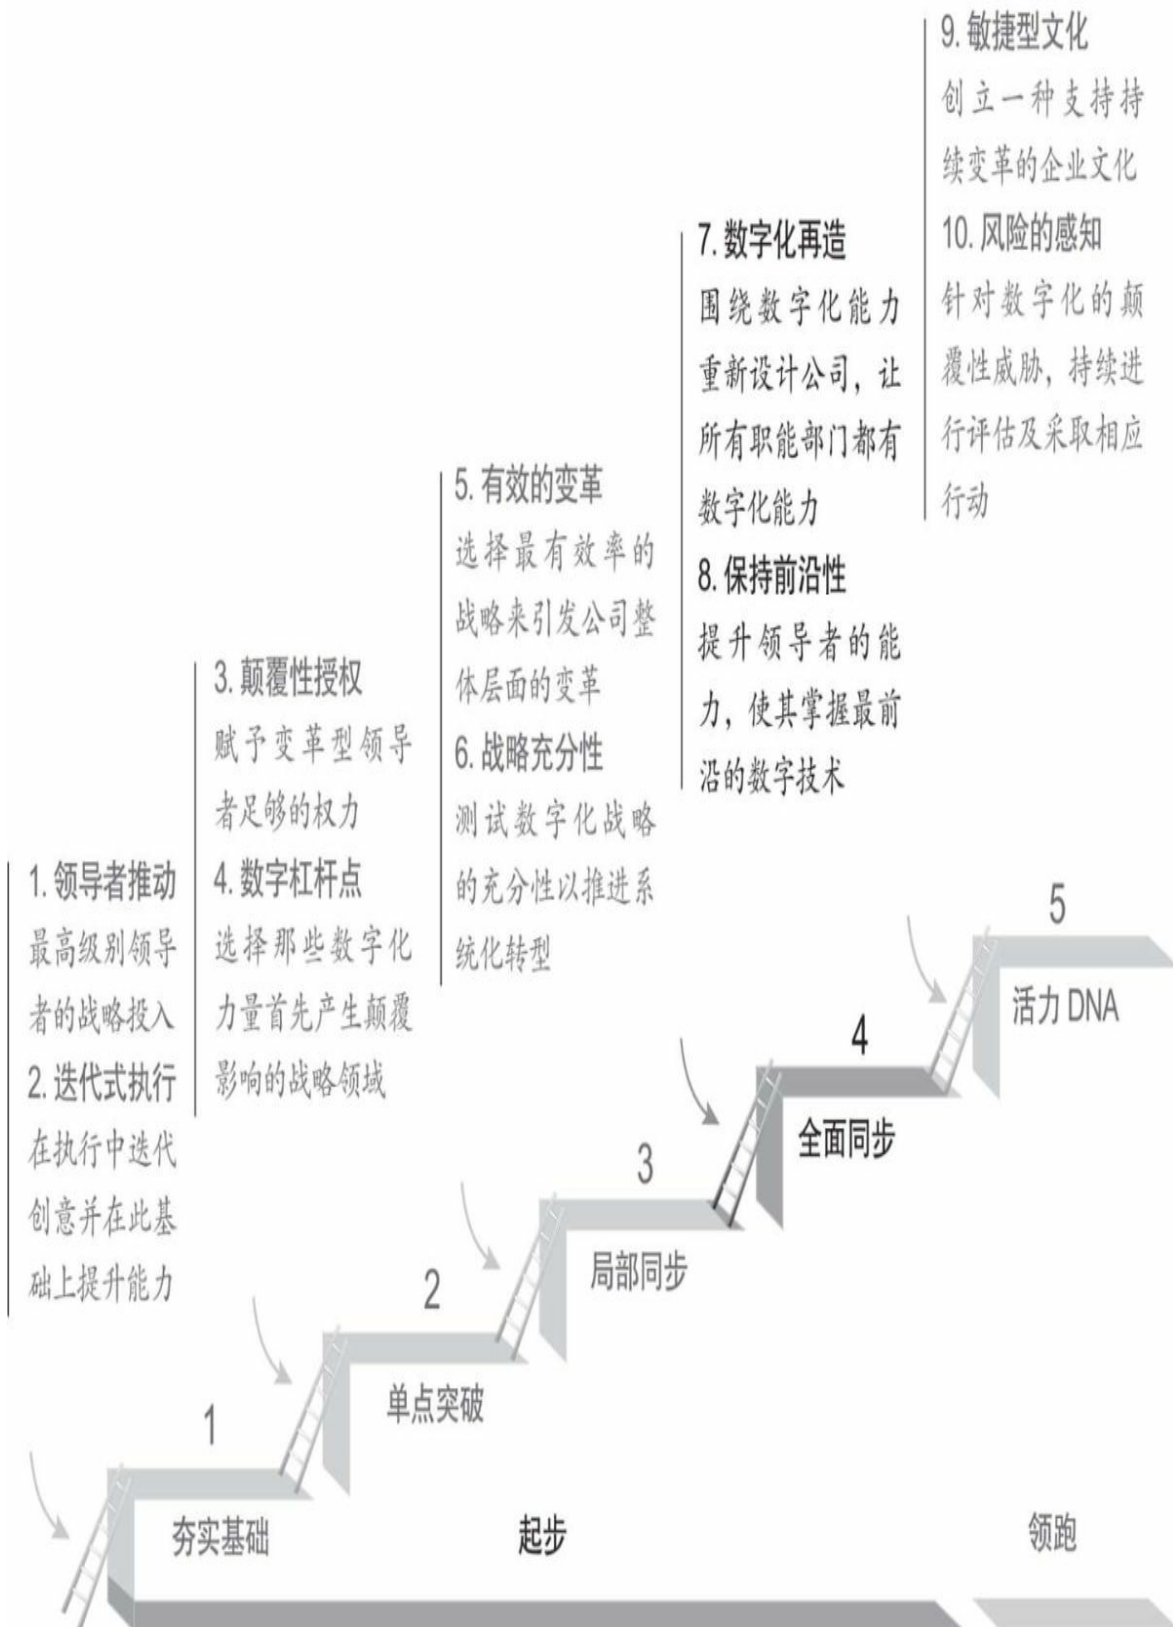 9. 敏捷型文化
创立一种支持持
续变革的企业文化
10. 风险的感知
针对数字化的颠
覆性威胁，持续进
行评估及采取相应
行动
7. 数字化再造
围绕数字化能力
重新设计公司，让
所有职能部门都有
数字化能力
8. 保持前沿性
提升领导者的能
力，使其掌握最前
沿的数字技术
5. 有效的变革
选择最有效率的
战略来引发公司整
体层面的变革
6. 战略充分性
测试数字化战略
的充分性以推进系
统化转型
3. 颠覆性授权
赋予变革型领导
者足够的权力
4. 数字杠杆点
选择那些数字化
力量首先产生颠覆
影响的战略领域
1. 领导者推动
最高级别领导
者的战略投入
2. 迭代式执行
在执行中迭代
创意并在此基
础上提升能力
5
活力 DNA
4
全面同步
3
局部同步
2
单点突破
1
夯实基础
起步
领跑